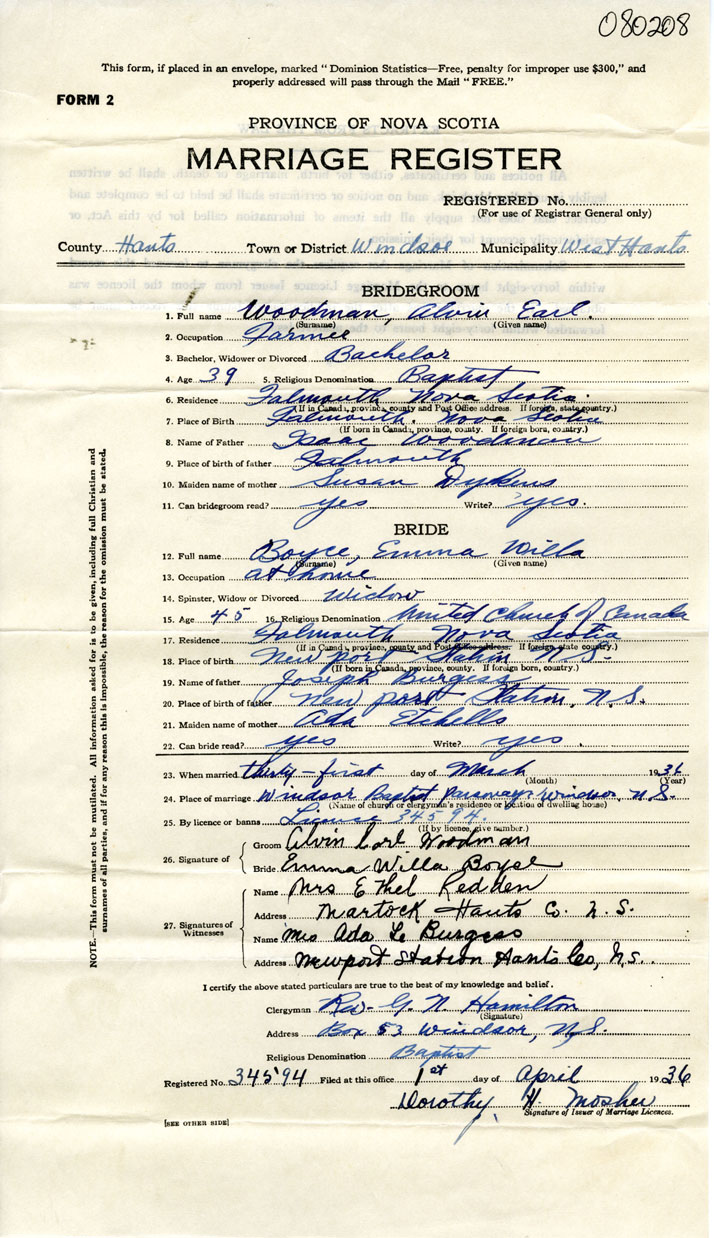 080208
This form, if placed in an envelope, marked "Dominion Statistics—Free, penalty for improper use $300," and
properly addressed will pass through the Mail "FREE."
FORM 2
PROVINCE OF NOVA SCOTIA
MARRIAGE REGISTER
REGISTERED No.
(For use of Registrar General only)
County Hants Town or District Windsor Municipality West Hants
BRIDEGROOM
1. Full name Woodman, Alvin Earl.
(Surname) (Given name)
2. Occupation Farmer
3. Bachelor, Widower or Divorced Bachelor
4. Age 39 5. Religious Denomination Baptist
6. Residence Falmouth Nova Scotia.
(If in Canada, province, county and Post Office address. If foreign, state country.)
7. Place of Birth Falmouth. Nova Scotia
(If born in Canada, province, county. If foreign born, country.)
8. Name of Father Isaac Woodman
9. Place of birth of father Falmouth
10. Maiden name of mother Susan Dykens
11. Can bridegroom read? yes Write? yes.
BRIDE
12. Full name Boyce, Emma Willa
(Surname) (Given name)
13. Occupation at home
14. Spinster, Widow or Divorced Widow
15. Age 45 16. Religious Denomination United Church of Canada
17. Residence Falmouth Nova Scotia
(If in Canada, province, county and Post Office address. If foreign, state country.)
18. Place of birth Newport Station N.S.
(If born in Canada, province, county. If foreign born, country.)
19. Name of father Joseph Burgess
20. Place of birth of father Newport Station, N.S.
21. Maiden name of mother Ada Etchells
22. Can bride read? yes Write? yes.
23. When married thirty-first day of March 1936
(Month) (Year)
24. Place of marriage Windsor Baptist Parsonage Windsor, N.S.
(Name of church or clergyman's residence or location of dwelling house)
25. By licence or banns License 34594.
(If by licence, give number.)
26. Signature of
Groom Alvin Earl Woodman
Bride Emma Willa Boyce
27. Signatures of Witnesses
Name Mrs Ethel Redden
Address Martock Hants Co. N.S.
Name Mrs Ada Burgess
Address Newport Station Hants Co, N.S.
I certify the above stated particulars are true to the best of my knowledge and belief.
Clergyman Rev. G. N. Hamilton
(Signature)
Address Box 53 Windsor, N.S.
Religious Denomination Baptist
Registered No. 34594 Filed at this office 1st day of April 1936
Dorothy H Mosher
Signature of Issuer of Marriage Licences.
[SEE OTHER SIDE]
NOTE.—This form must not be mutilated. All information asked for is to be given, including full Christian and
surnames of all parties, and if for any reason this is impossible, the reason for the omission must be stated.